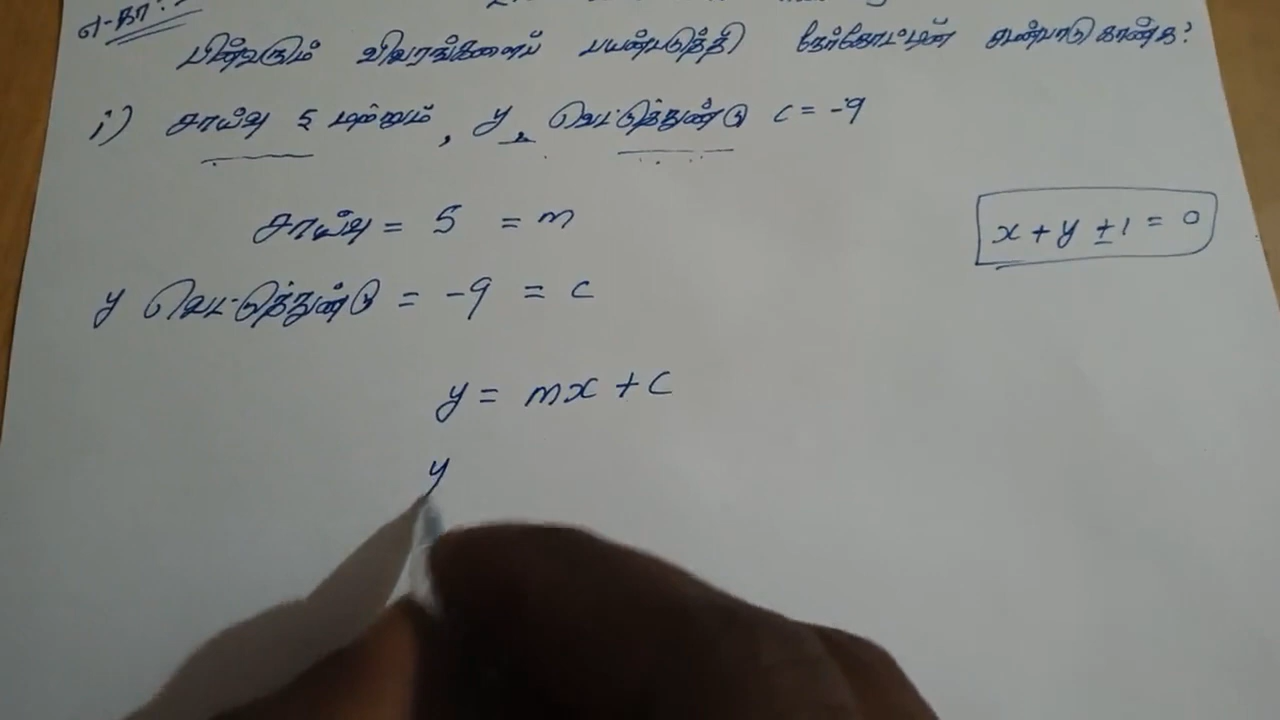 எ-கா:
பின்வரும் விவரங்களைப் பயன்படுத்தி நேர்கோட்டின் சமன்பாடு காண்க?
i) சாய்வு 5 மற்றும், y, வெட்டுத்துண்டு c = -9
சாய்வு = 5 = m
x + y ± 1 = 0
y வெட்டுத்துண்டு = -9 = c
y = mx + c
y